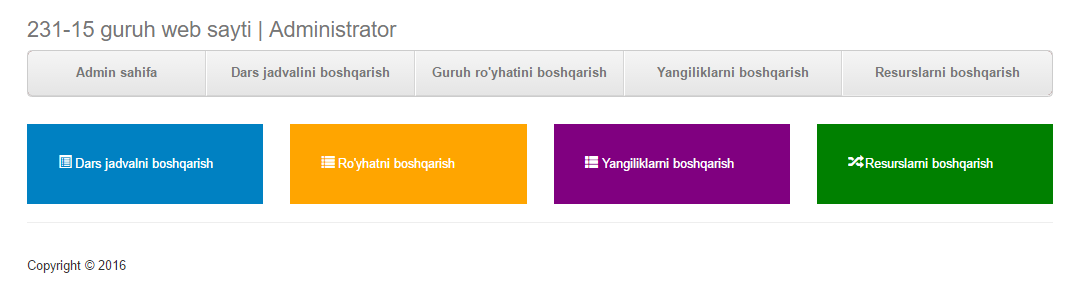 231-15 guruh web sayti | Administrator
Admin sahifa Dars jadvalini boshqarish Guruh ro'yhatini boshqarish Yangiliklarni boshqarish Resurslarni boshqarish
Dars jadvalni boshqarish Ro'yhatni boshqarish Yangiliklarni boshqarish Resurslarni boshqarish
Copyright © 2016